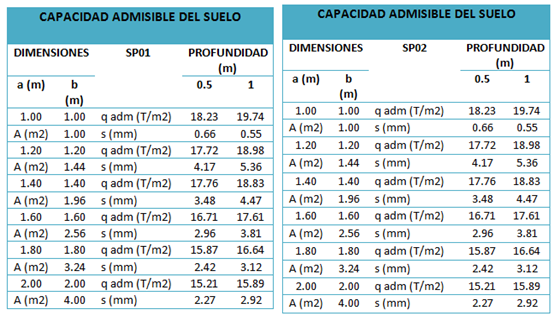 CAPACIDAD ADMISIBLE DEL SUELO
DIMENSIONES SP01 PROFUNDIDAD (m)
a (m) b (m) 0.5 1
1.00 1.00 q adm (T/m2) 18.23 19.74
A (m2) 1.00 s (mm) 0.66 0.55
1.20 1.20 q adm (T/m2) 17.72 18.98
A (m2) 1.44 s (mm) 4.17 5.36
1.40 1.40 q adm (T/m2) 17.76 18.83
A (m2) 1.96 s (mm) 3.48 4.47
1.60 1.60 q adm (T/m2) 16.71 17.61
A (m2) 2.56 s (mm) 2.96 3.81
1.80 1.80 q adm (T/m2) 15.87 16.64
A (m2) 3.24 s (mm) 2.42 3.12
2.00 2.00 q adm (T/m2) 15.21 15.89
A (m2) 4.00 s (mm) 2.27 2.92
CAPACIDAD ADMISIBLE DEL SUELO
DIMENSIONES SP02 PROFUNDIDAD (m)
a (m) b (m) 0.5 1
1.00 1.00 q adm (T/m2) 18.23 19.74
A (m2) 1.00 s (mm) 0.66 0.55
1.20 1.20 q adm (T/m2) 17.72 18.98
A (m2) 1.44 s (mm) 4.17 5.36
1.40 1.40 q adm (T/m2) 17.76 18.83
A (m2) 1.96 s (mm) 3.48 4.47
1.60 1.60 q adm (T/m2) 16.71 17.61
A (m2) 2.56 s (mm) 2.96 3.81
1.80 1.80 q adm (T/m2) 15.87 16.64
A (m2) 3.24 s (mm) 2.42 3.12
2.00 2.00 q adm (T/m2) 15.21 15.89
A (m2) 4.00 s (mm) 2.27 2.92